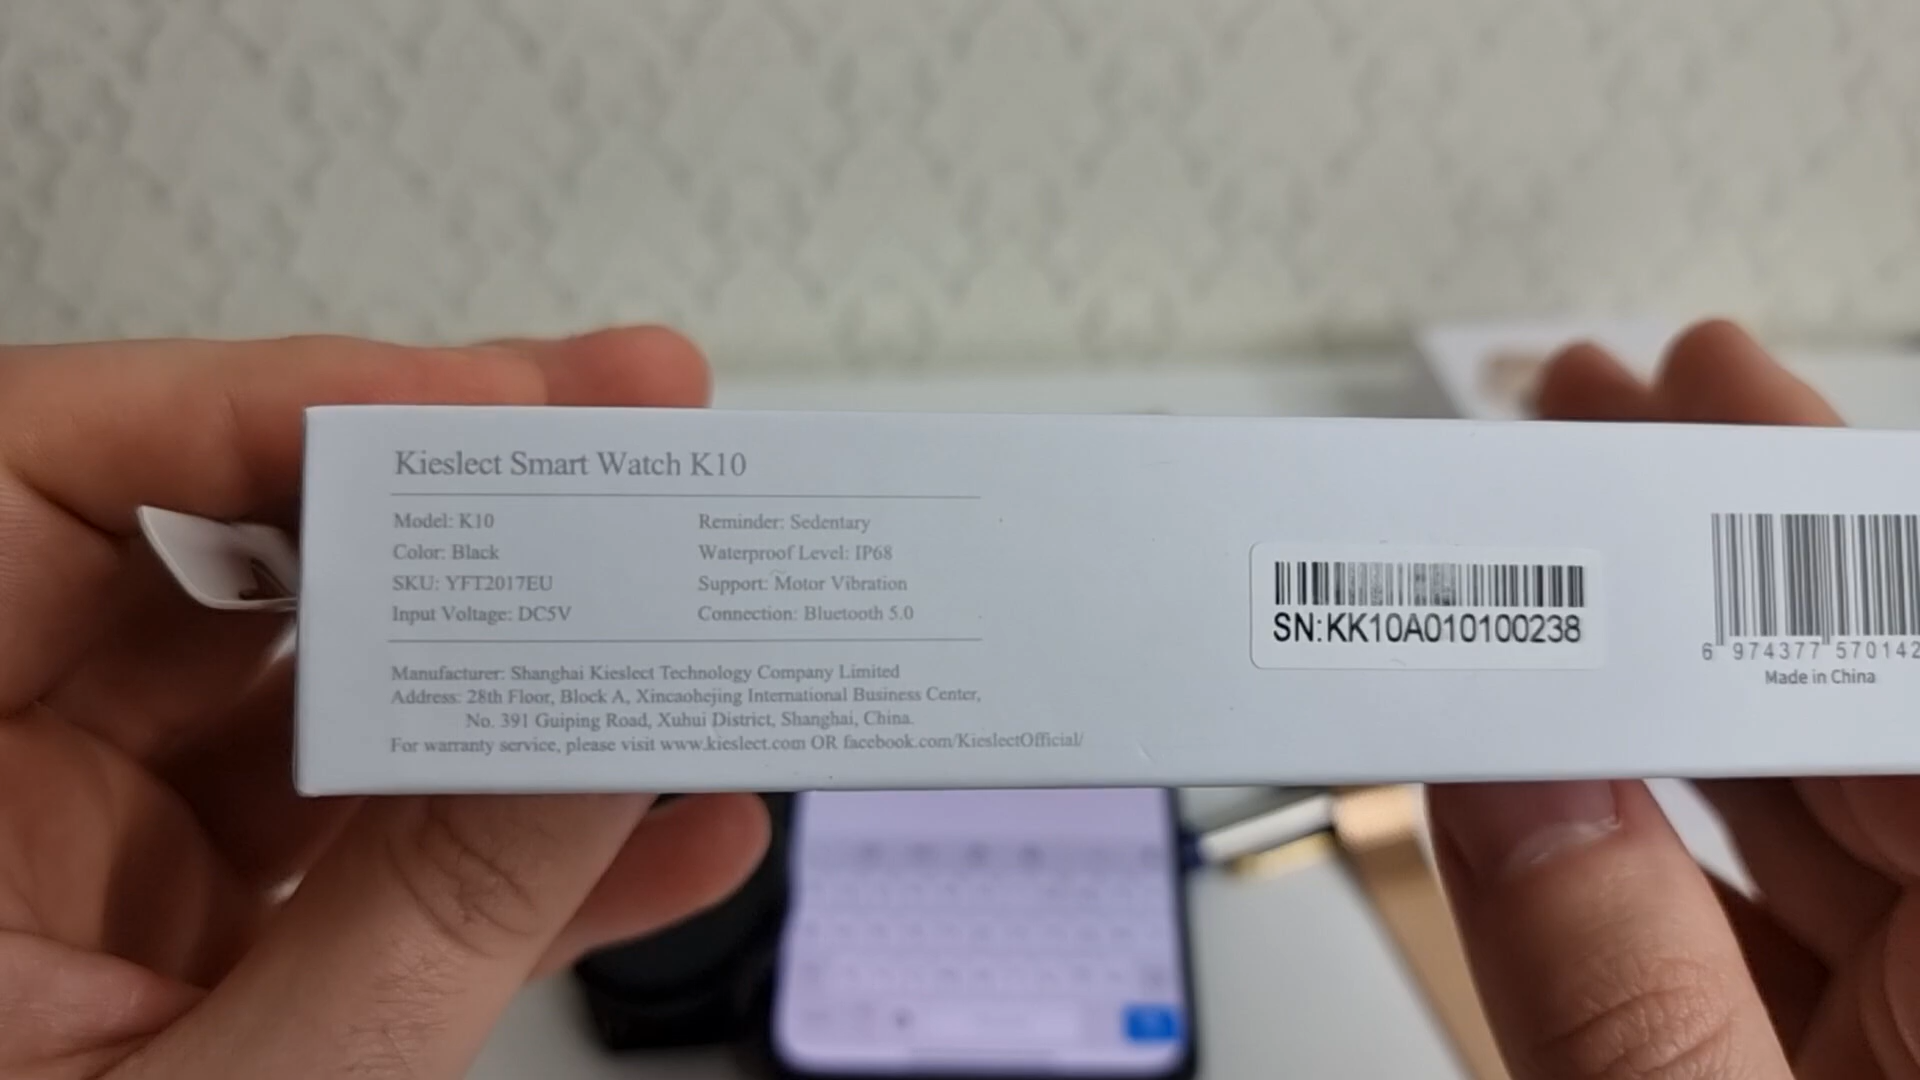 Kieslect Smart Watch K10
Model: K10
Color: Black
SKU: YFT2017EU
Input Voltage: DC5V
Reminder: Sedentary
Waterproof Level: IP68
Support: Motor Vibration
Connection: Bluetooth 5.0
Manufacturer: Shanghai Kieslect Technology Company Limited
Address: 28th Floor, Block A, Xincaohejing International Business Center,
No. 391 Guiping Road, Xuhui District, Shanghai, China.
For warranty service, please visit www.kieslect.com OR facebook.com/KieslectOfficial/
SN:KK10A010100238
6 974377 570142
Made in China